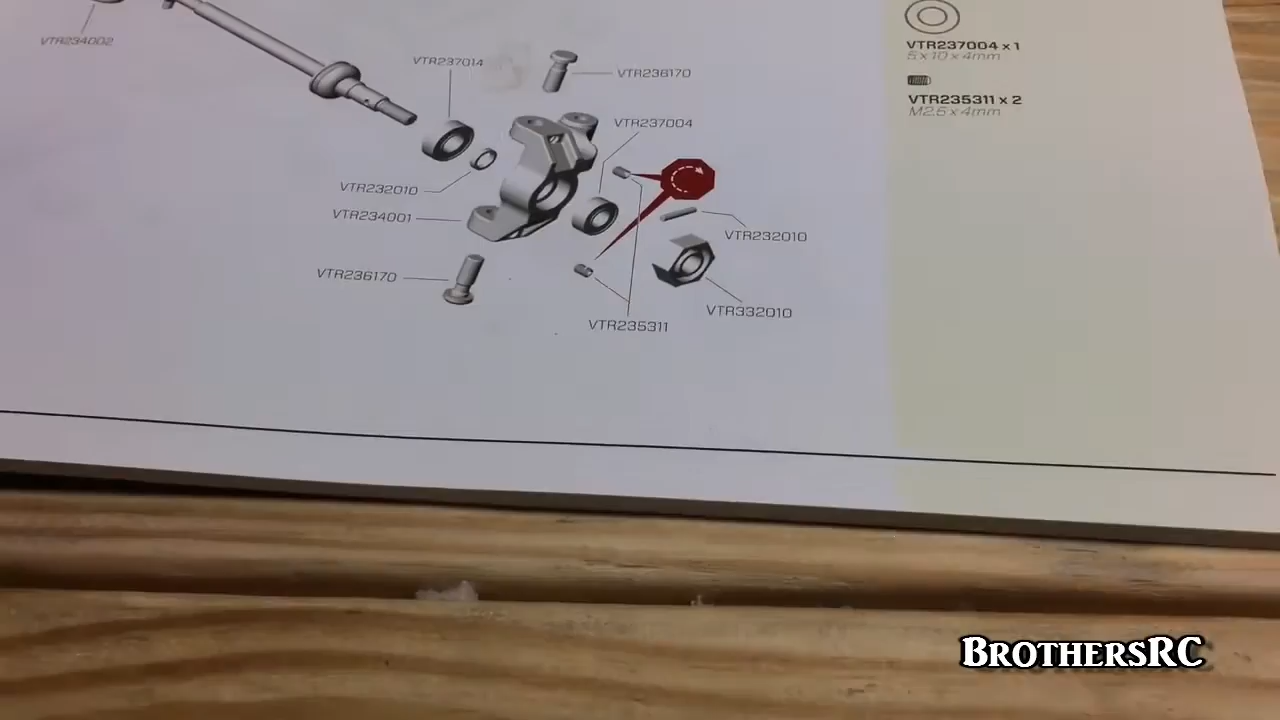 VTR234002
VTR237014
VTR236170
VTR237004
VTR232010
VTR234001
VTR232010
VTR236170
VTR332010
VTR235311
VTR237004 x 1
5 x 10 x 4mm
VTR235311 x 2
M2.5 x 4mm
BROTHERSRC